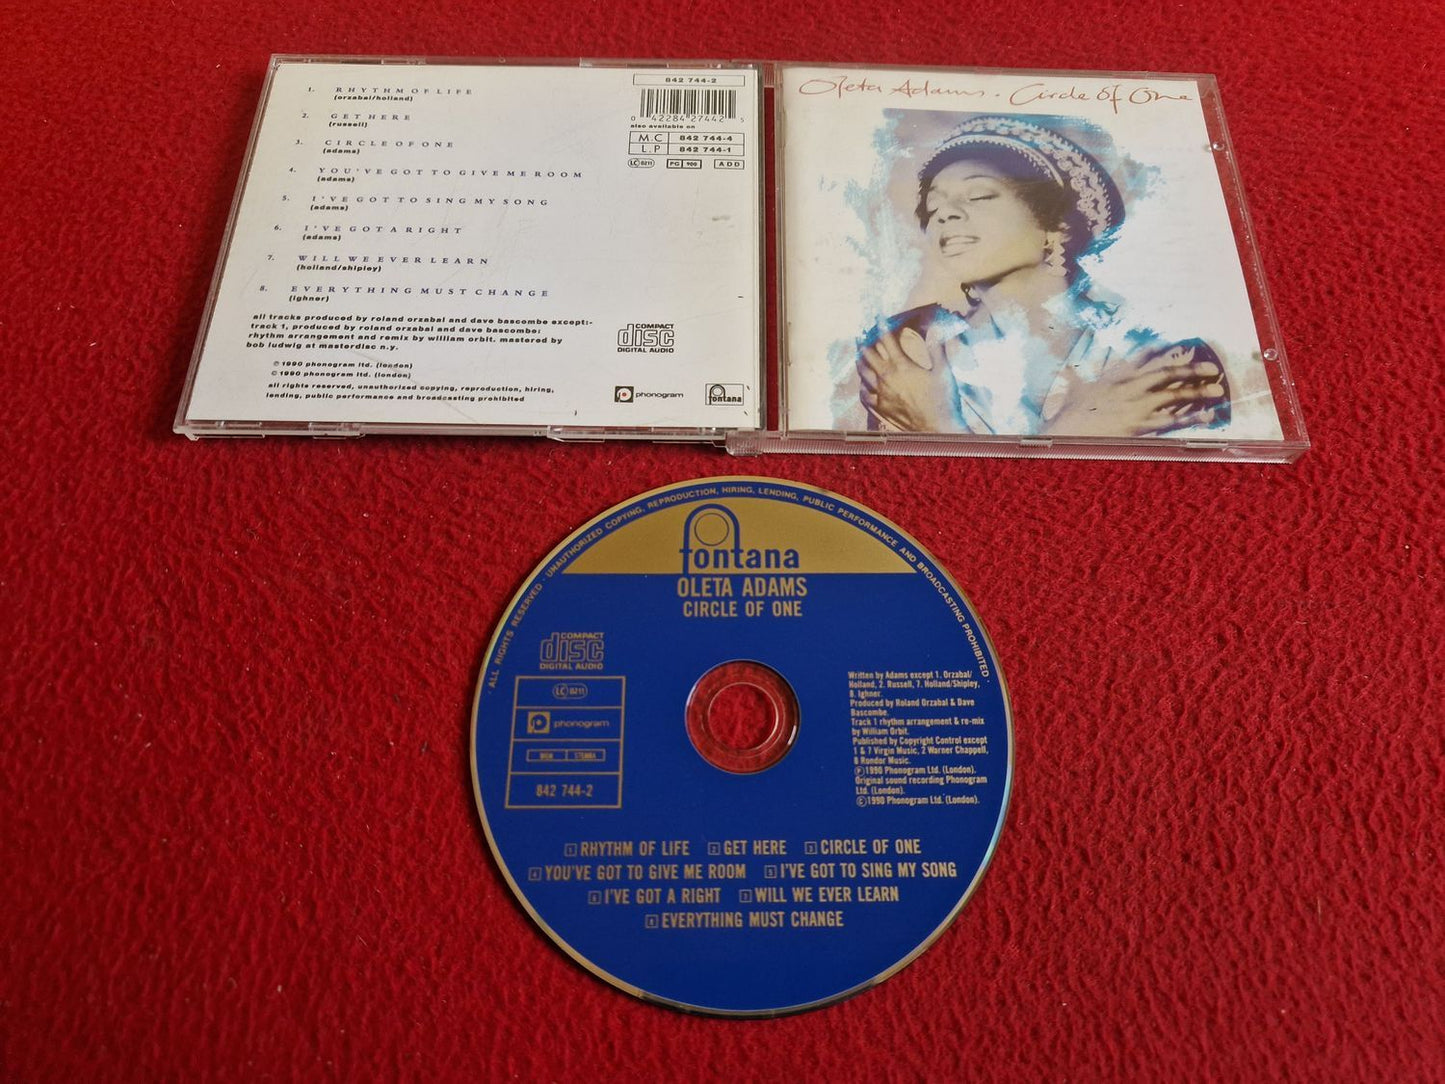 842 744-2
0 42284 27442 5
also available on
M.C 842 744-4
L.P 842 744-1
LC 0211 PG 900 ADD
1. RHYTHM OF LIFE
(orzabal/holland)
2. GET HERE
(russell)
3. CIRCLE OF ONE
(adams)
4. YOU'VE GOT TO GIVE ME ROOM
(adams)
5. I'VE GOT TO SING MY SONG
(adams)
6. I'VE GOT A RIGHT
(adams)
7. WILL WE EVER LEARN
(holland/shipley)
8. EVERYTHING MUST CHANGE
(ighner)
all tracks produced by roland orzabal and dave bascombe except:-
track 1, produced by roland orzabal and dave bascombe:
rhythm arrangement and remix by william orbit. mastered by
bob ludwig at masterdisc n.y.
COMPACT
disc
DIGITAL AUDIO
℗ 1990 phonogram ltd. (london)
© 1990 phonogram ltd. (london)
all rights reserved, unauthorized copying, reproduction, hiring,
lending, public performance and broadcasting prohibited
phonogram
fontana
Oleta Adams . Circle Of One
· ALL RIGHTS RESERVED · UNAUTHORIZED COPYING, REPRODUCTION, HIRING, LENDING, PUBLIC PERFORMANCE AND BROADCASTING PROHIBITED ·
fontana
OLETA ADAMS
CIRCLE OF ONE
COMPACT
disc
DIGITAL AUDIO
LC 0211
phonogram
STEMRA
842 744-2
Written by Adams except 1. Orzabal/
Holland, 2. Russell, 7. Holland/Shipley,
8. Ighner.
Produced by Roland Orzabal & Dave
Bascombe.
Track 1 rhythm arrangement & re-mix
by William Orbit.
Published by Copyright Control except
1 & 7 Virgin Music, 2 Warner Chappell,
8 Rondor Music.
℗1990 Phonogram Ltd. (London).
Original sound recording Phonogram
Ltd. (London).
©1990 Phonogram Ltd. (London).
1 RHYTHM OF LIFE 2 GET HERE 3 CIRCLE OF ONE
4 YOU'VE GOT TO GIVE ME ROOM 5 I'VE GOT TO SING MY SONG
6 I'VE GOT A RIGHT 7 WILL WE EVER LEARN
8 EVERYTHING MUST CHANGE